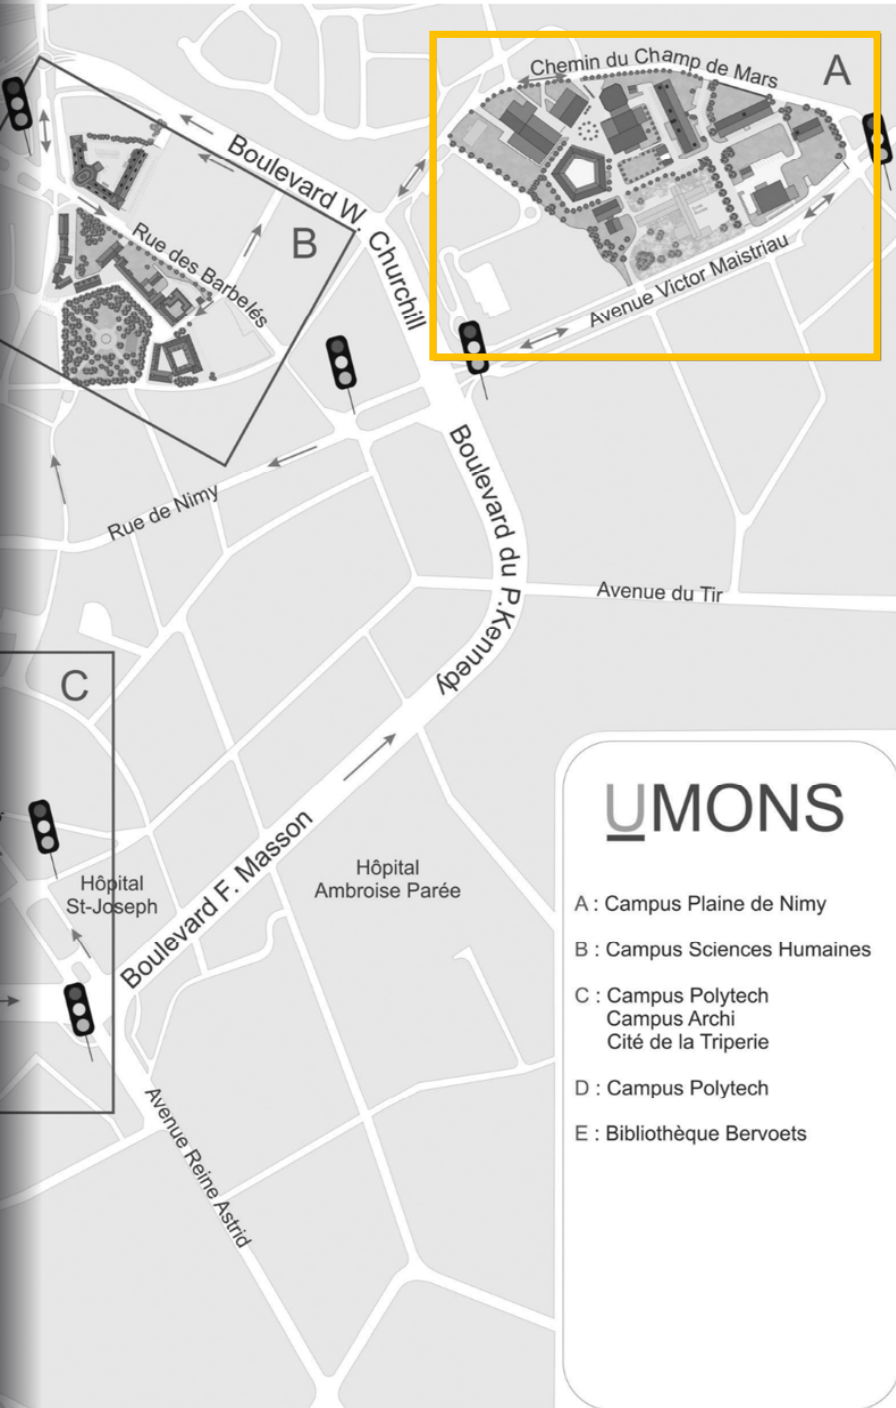 Chemin du Champ de Mars
A
Boulevard W. Churchill
B
Rue des Barbelés
Avenue Victor Maistriau
Boulevard du P.Kennedy
Rue de Nimy
Avenue du Tir
C
Boulevard F. Masson
Hôpital
Ambroise Parée
Hôpital
St-Joseph
Avenue Reine Astrid
UMONS
A : Campus Plaine de Nimy
B : Campus Sciences Humaines
C : Campus Polytech
Campus Archi
Cité de la Triperie
D : Campus Polytech
E : Bibliothèque Bervoets